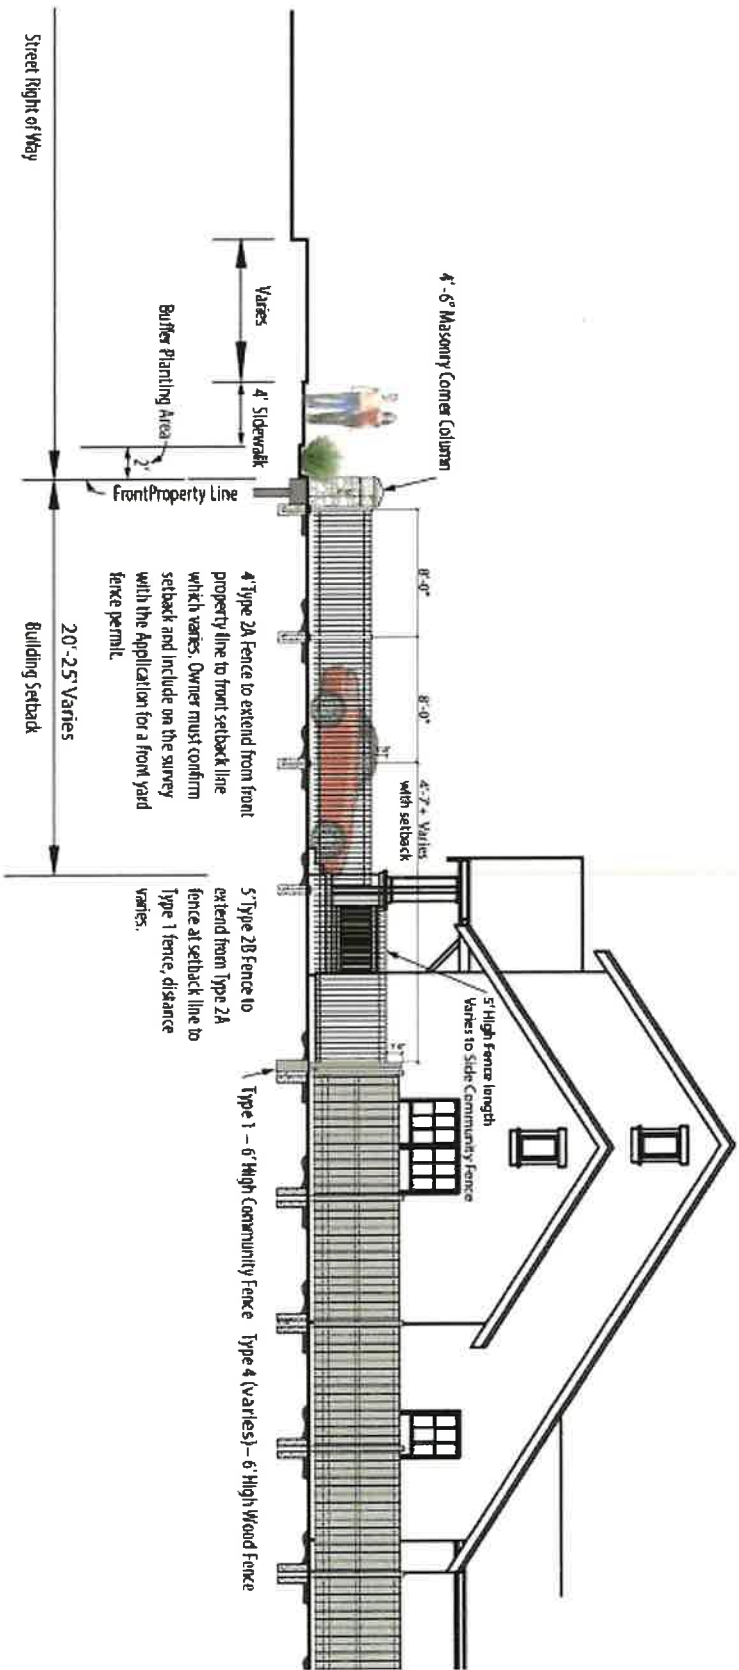 4'-6" Masonry Corner Column
8'-0"
8'-0"
4'-7+ Varies
with setback
5' High Fence length
Varies to Side Community Fence
Varies
4' Sidewalk
Buffer Planting Area
2'
Front Property Line
Street Right of Way
4' Type 2A Fence to extend from front
property line to front setback line
which varies. Owner must confirm
setback and include on the survey
with the Application for a front yard
fence permit.
20'-25' Varies
Building Setback
5' Type 2B Fence to
extend from Type 2A
fence at setback line to
Type 1 fence, distance
varies.
Type 1 – 6' High Community Fence
Type 4 (varies) – 6' High Wood Fence